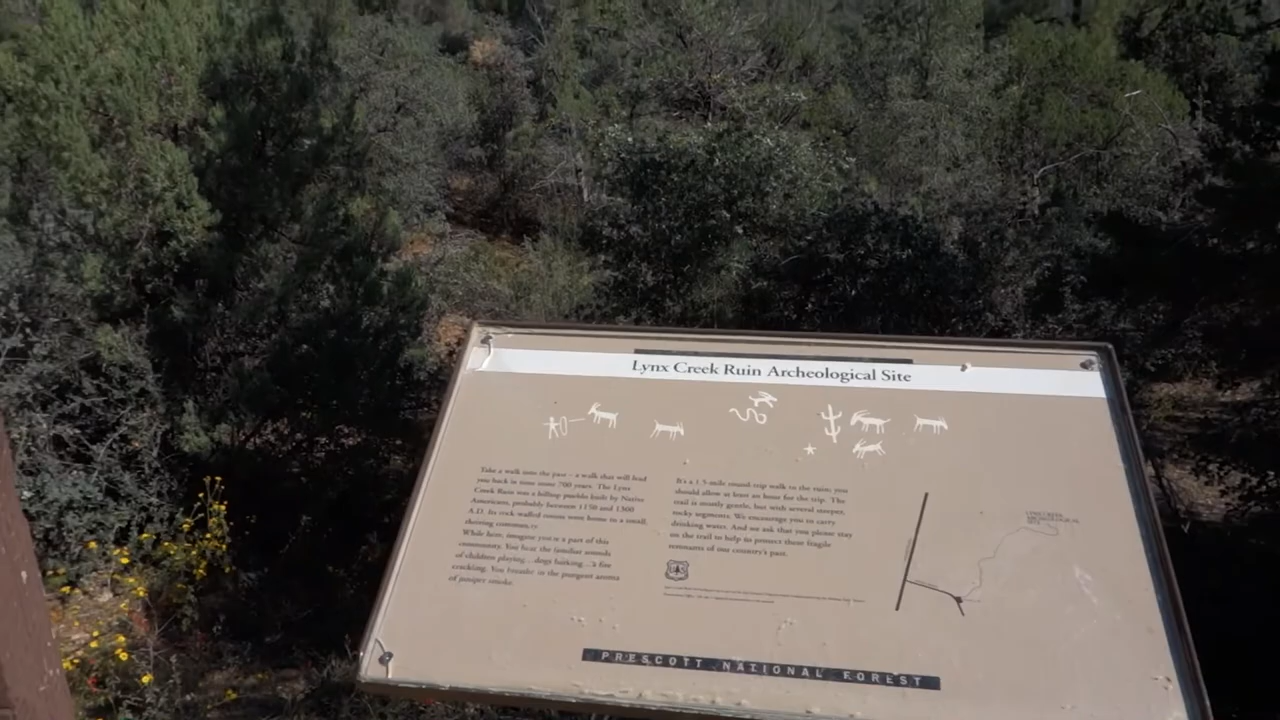 Lynx Creek Ruin Archeological Site
Take a walk into the past – a walk that will lead
you back in time some 700 years. The Lynx
Creek Ruin was a hilltop pueblo built by Native
Americans, probably between 1150 and 1300
A.D. Its rock-walled rooms were home to a small,
thriving community.
While here, imagine you're a part of this
community. You hear the familiar sounds
of children playing…dogs barking…a fire
crackling. You breathe in the pungent aroma
of juniper smoke.
It's a 1.5-mile round-trip walk to the ruin; you
should allow at least an hour for the trip. The
trail is mostly gentle, but with several steeper,
rocky segments. We encourage you to carry
drinking water. And we ask that you please stay
on the trail to help us protect these fragile
remnants of our country's past.
LYNX CREEK
ARCHEOLOGICAL
SITE
PRESCOTT NATIONAL FOREST